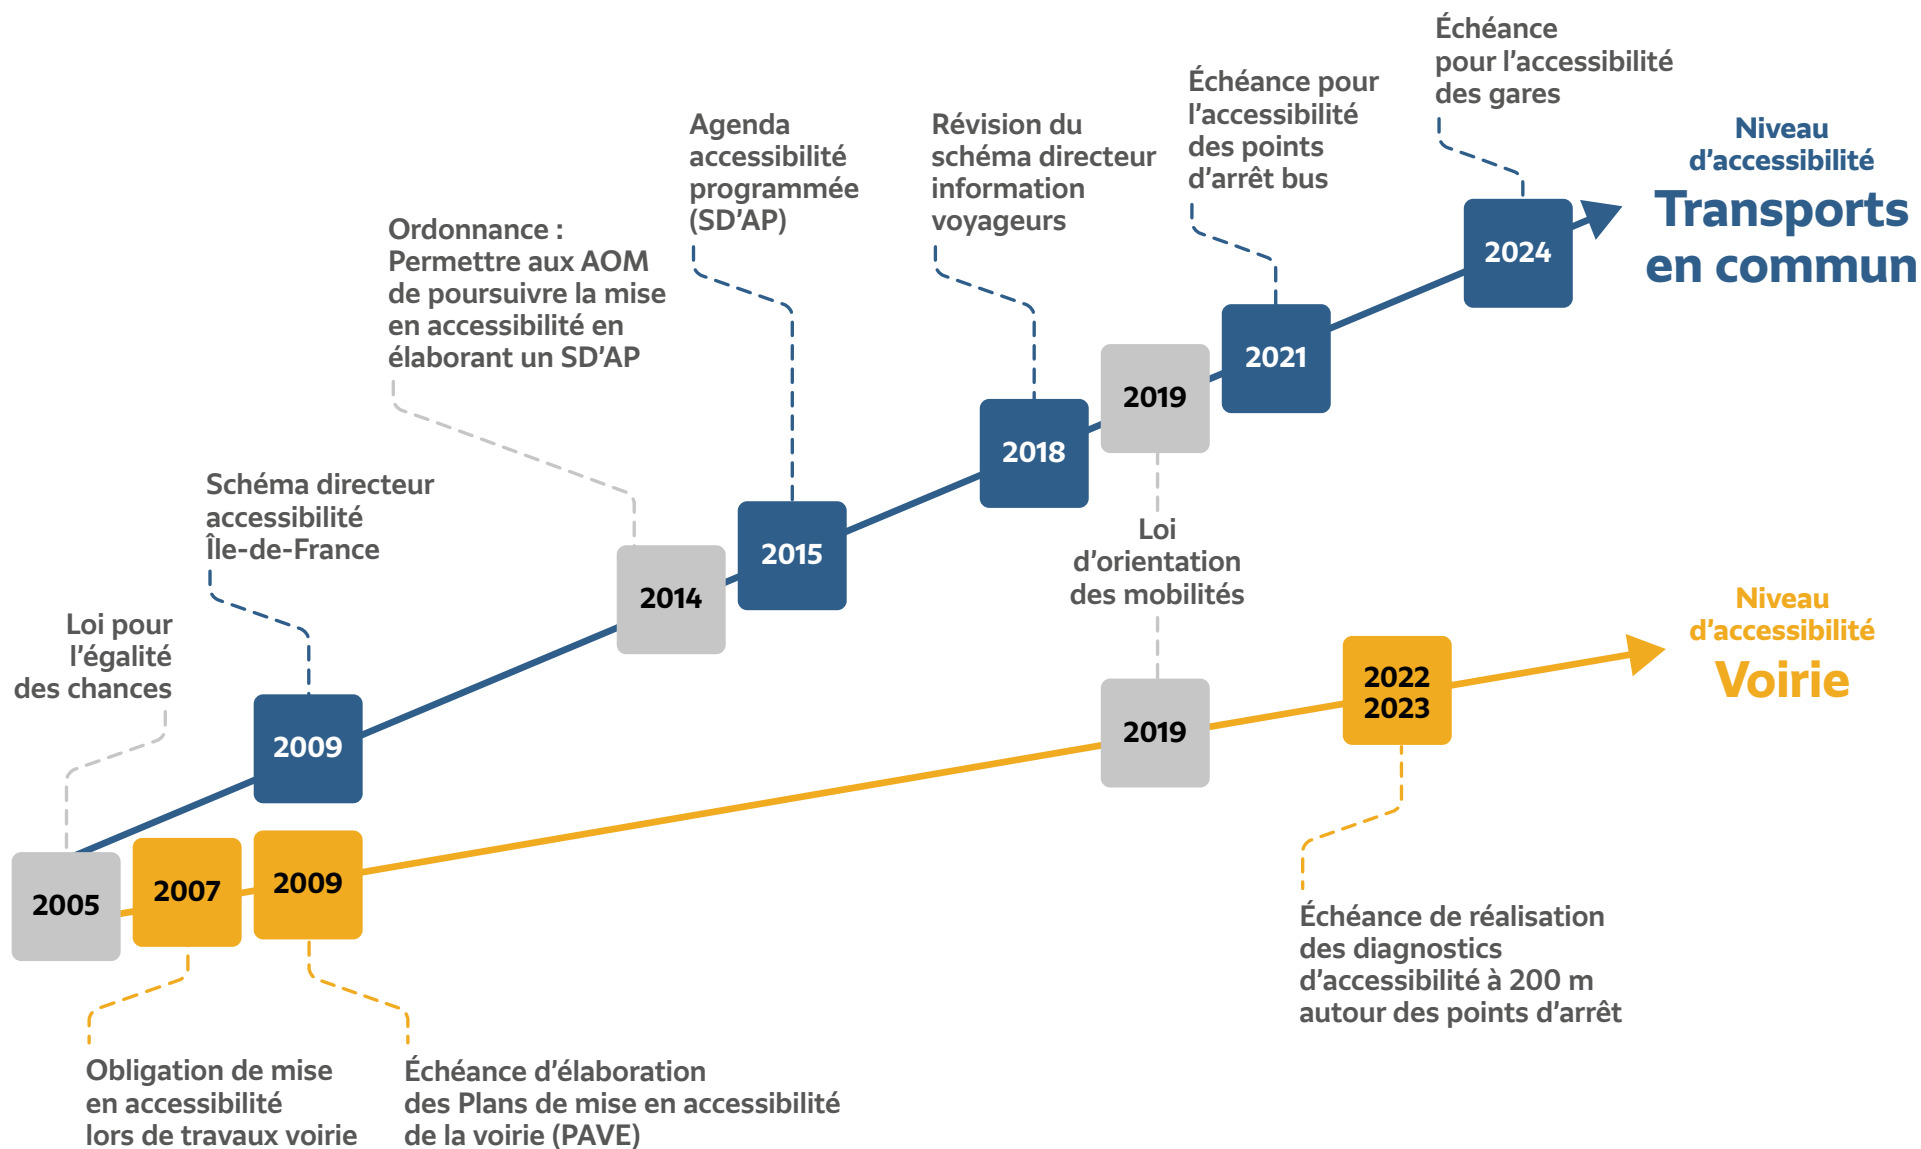 Échéance
pour l'accessibilité
des gares
Échéance pour
l'accessibilité
des points
d'arrêt bus
Agenda
accessibilité
programmée
(SD'AP)
Révision du
schéma directeur
information
voyageurs
Niveau
d'accessibilité
Transports
en commun
Ordonnance :
Permettre aux AOM
de poursuivre la mise
en accessibilité en
élaborant un SD'AP
2024
2021
2019
2018
Schéma directeur
accessibilité
Île-de-France
2015
2014
Loi
d'orientation
des mobilités
Loi pour
l'égalité
des chances
Niveau
d'accessibilité
Voirie
2009
2019
2022
2023
2005
2007
2009
Échéance de réalisation
des diagnostics
d'accessibilité à 200 m
autour des points d'arrêt
Obligation de mise
en accessibilité
lors de travaux voirie
Échéance d'élaboration
des Plans de mise en accessibilité
de la voirie (PAVE)